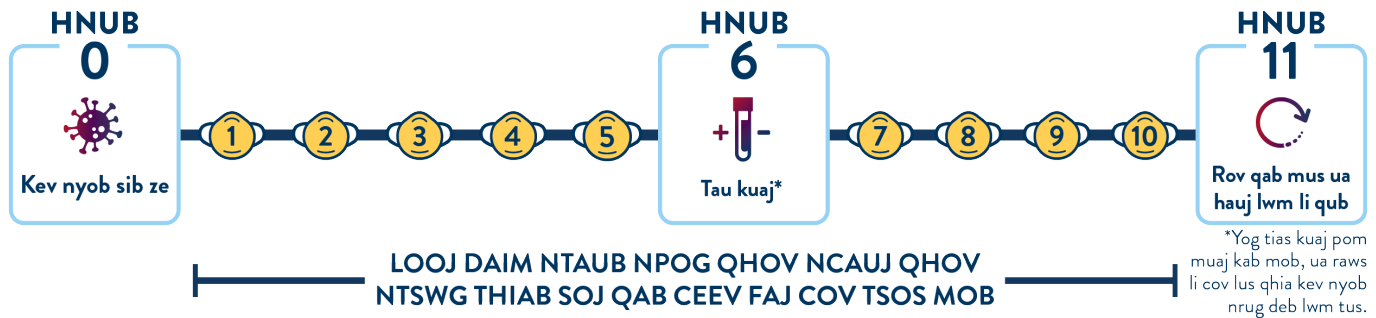 HNUB
0
Kev nyob sib ze
1
2
3
4
5
HNUB
6
+ -
Tau kuaj*
7
8
9
10
HNUB
11
Rov qab mus ua
hauj lwm li qub
LOOJ DAIM NTAUB NPOG QHOV NCAUJ QHOV
NTSWG THIAB SOJ QAB CEEV FAJ COV TSOS MOB
*Yog tias kuaj pom
muaj kab mob, ua raws
li cov lus qhia kev nyob
nrug deb lwm tus.